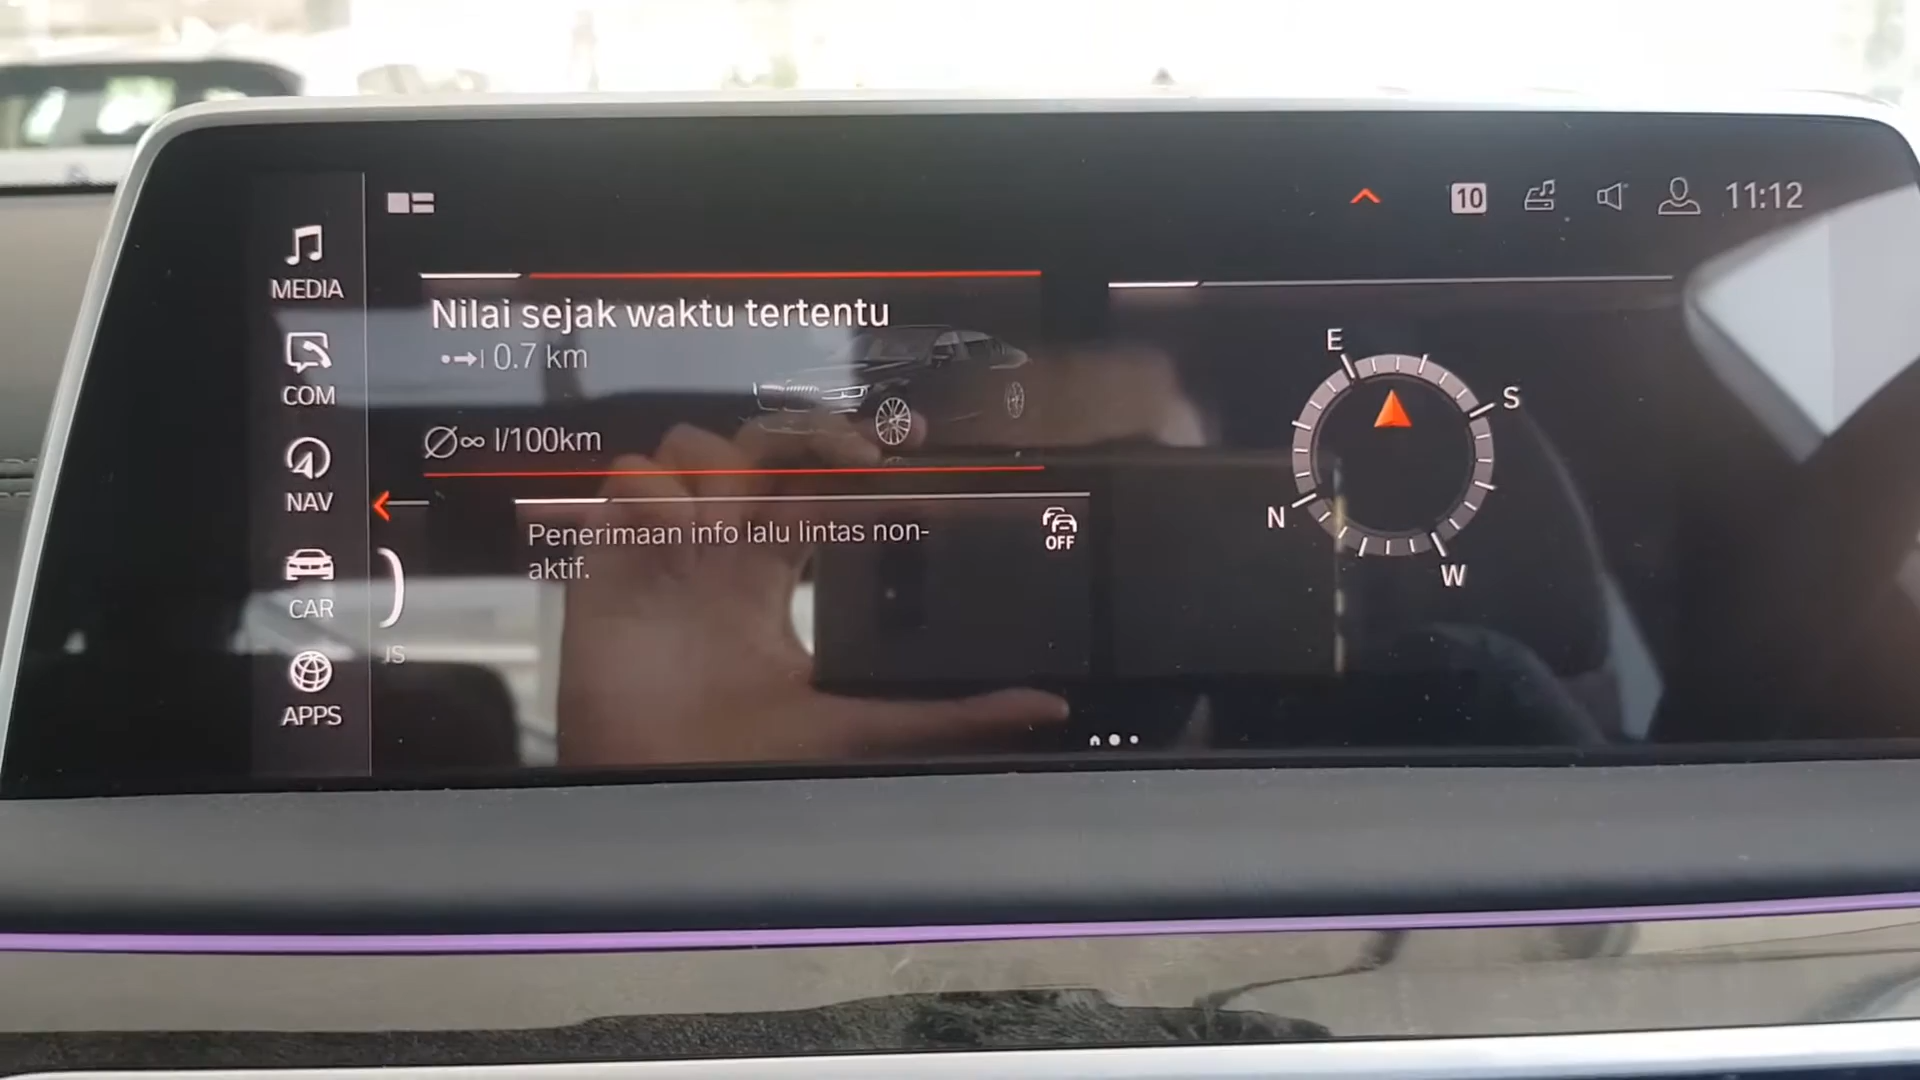 10
11:12
MEDIA
COM
NAV
CAR
APPS
Nilai sejak waktu tertentu
0.7 km
Ø∞ l/100km
Penerimaan info lalu lintas non-
aktif.
OFF
E
S
N
W